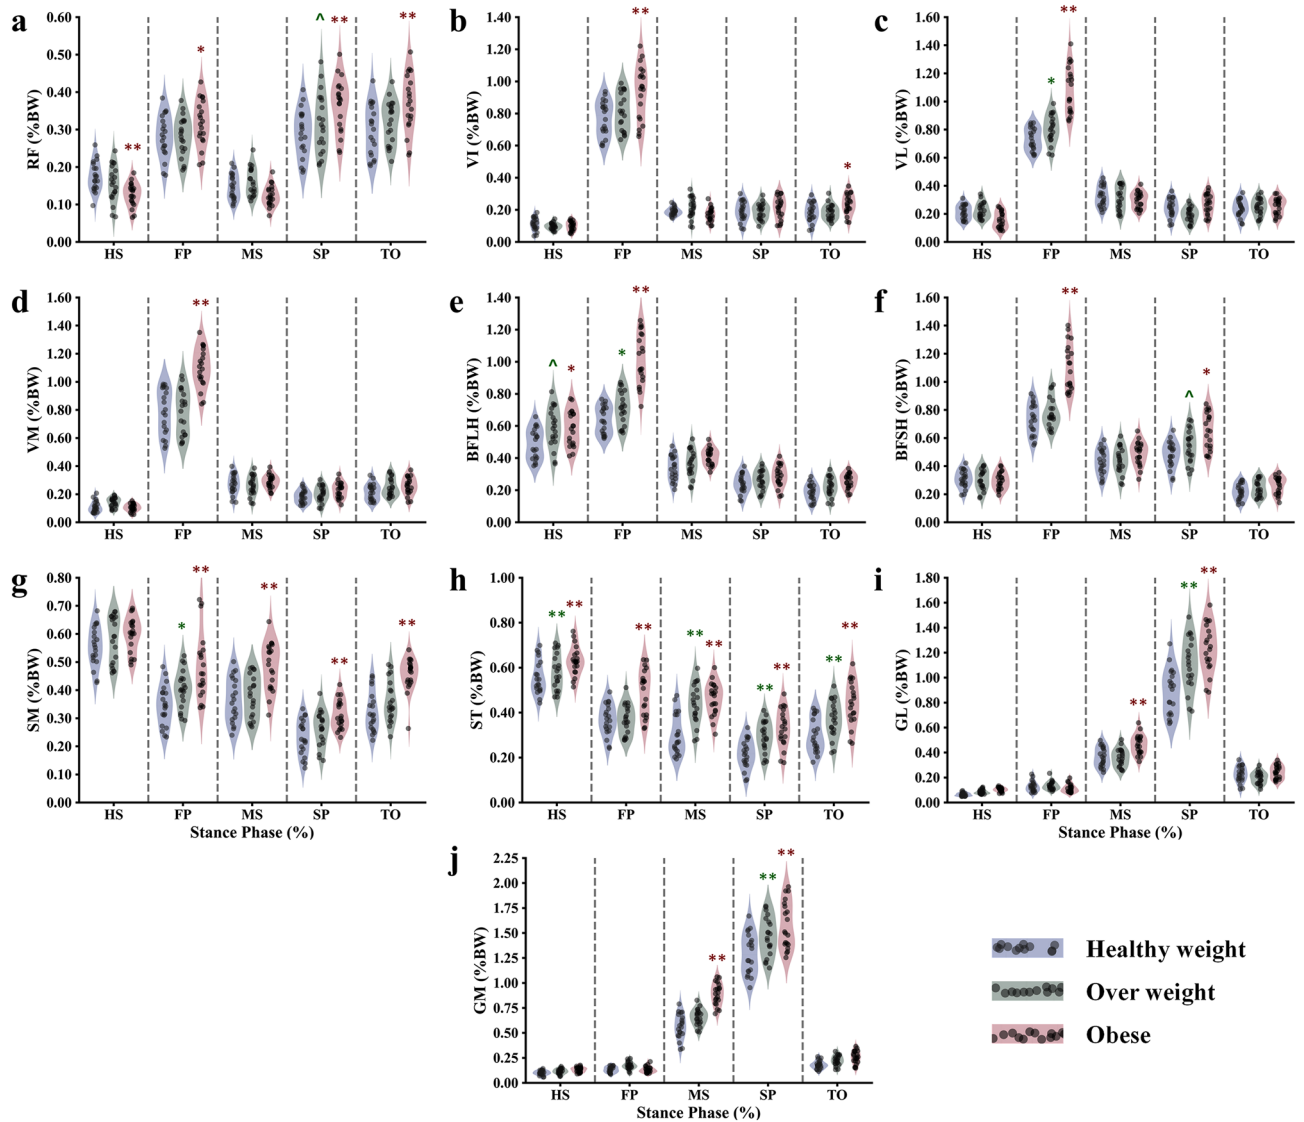 a
RF (%BW)
0.60
0.50
0.40
0.30
0.20
0.10
0.00
** * ^ ** **
HS FP MS SP TO
b
VI (%BW)
1.40
1.20
1.00
0.80
0.60
0.40
0.20
0.00
** *
HS FP MS SP TO
c
VL (%BW)
1.60
1.40
1.20
1.00
0.80
0.60
0.40
0.20
0.00
* **
HS FP MS SP TO
d
VM (%BW)
1.60
1.40
1.20
1.00
0.80
0.60
0.40
0.20
0.00
**
HS FP MS SP TO
e
BFLH (%BW)
1.40
1.20
1.00
0.80
0.60
0.40
0.20
0.00
^ * * **
HS FP MS SP TO
f
BFSH (%BW)
1.60
1.40
1.20
1.00
0.80
0.60
0.40
0.20
0.00
** ^ *
HS FP MS SP TO
g
SM (%BW)
0.80
0.70
0.60
0.50
0.40
0.30
0.20
0.10
0.00
* ** ** ** **
HS FP MS SP TO
Stance Phase (%)
h
ST (%BW)
1.00
0.80
0.60
0.40
0.20
0.00
** ** ** ** ** ** ** ** **
HS FP MS SP TO
Stance Phase (%)
i
GL (%BW)
1.80
1.60
1.40
1.20
1.00
0.80
0.60
0.40
0.20
0.00
** ** **
HS FP MS SP TO
Stance Phase (%)
j
GM (%BW)
2.25
2.00
1.75
1.50
1.25
1.00
0.75
0.50
0.25
0.00
** ** **
HS FP MS SP TO
Stance Phase (%)
Healthy weight
Over weight
Obese